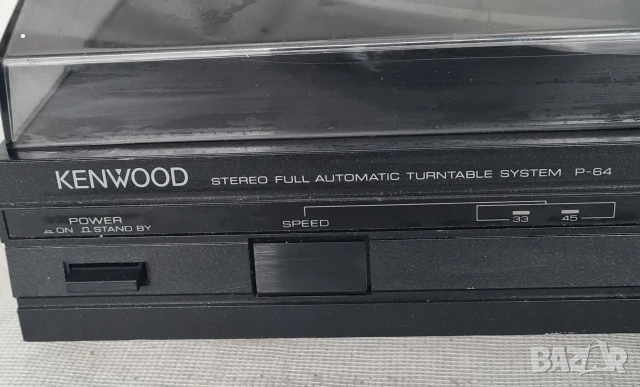 KENWOOD STEREO FULL AUTOMATIC TURNTABLE SYSTEM P-64
POWER
ON STAND BY
SPEED
33 45
BAZAR